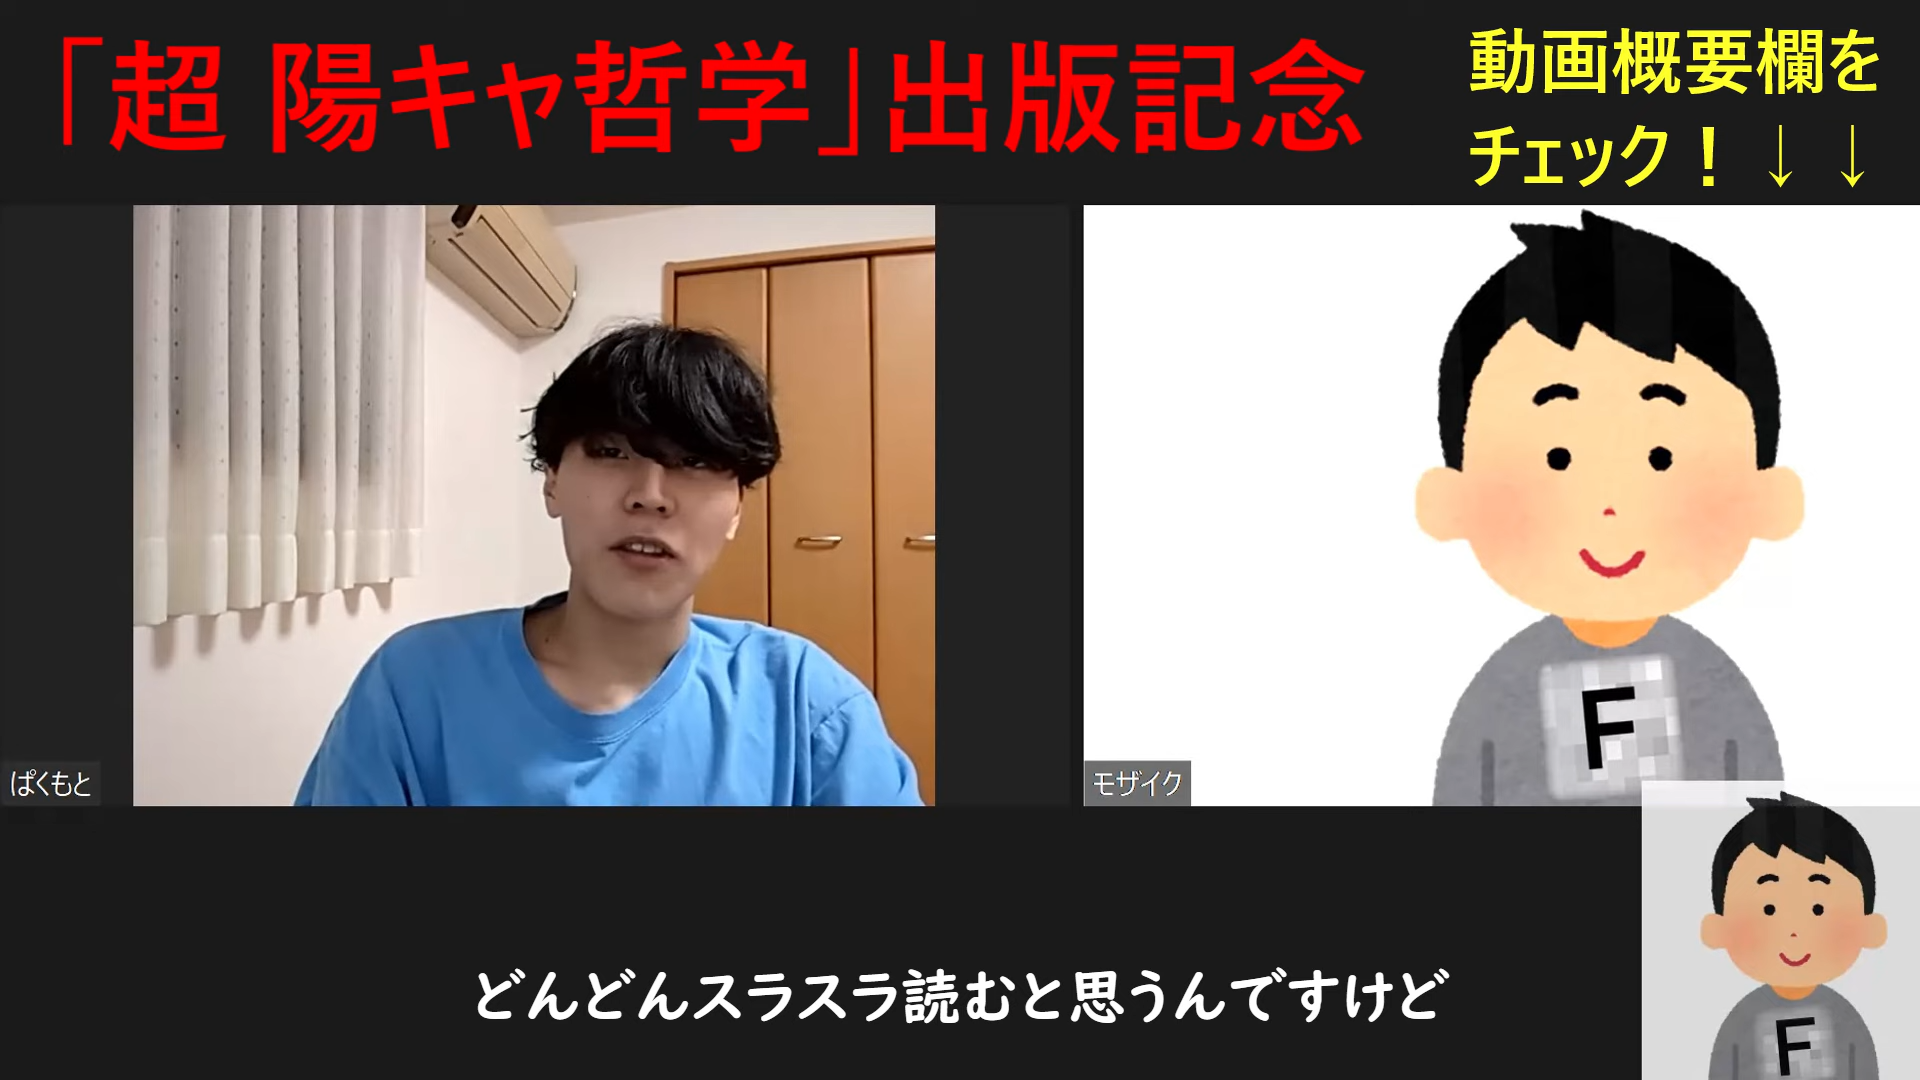 「超 陽キャ哲学」出版記念
動画概要欄を
チェック！↓↓
ぱくもと
モザイク
F
F
どんどんスラスラ読むと思うんですけど